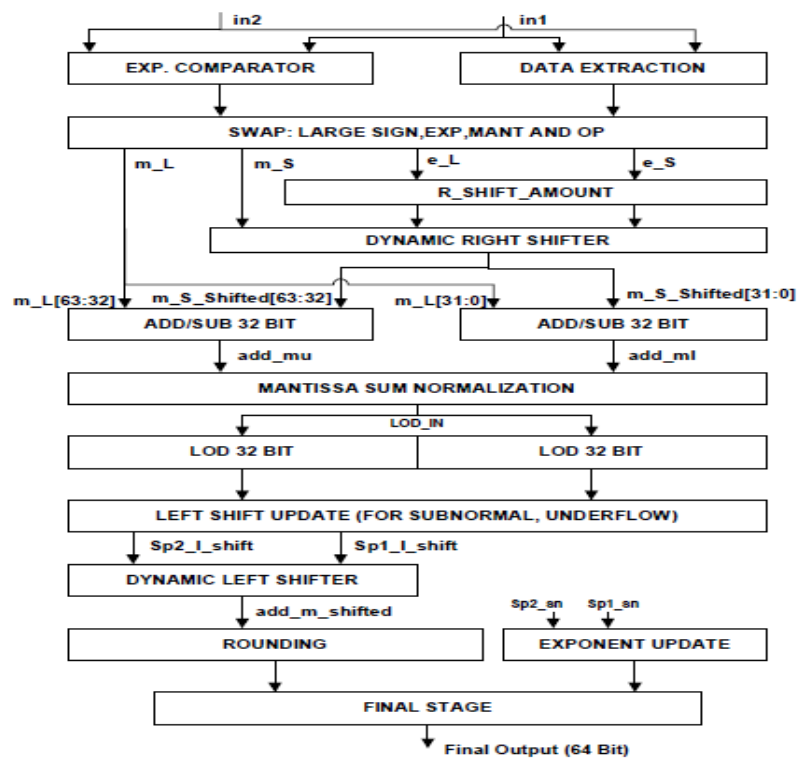 in2 in1
EXP. COMPARATOR DATA EXTRACTION
SWAP: LARGE SIGN,EXP,MANT AND OP
m_L m_S e_L e_S
R_SHIFT_AMOUNT
DYNAMIC RIGHT SHIFTER
m_L[63:32] m_S_Shifted[63:32] m_L[31:0] m_S_Shifted[31:0]
ADD/SUB 32 BIT ADD/SUB 32 BIT
add_mu add_ml
MANTISSA SUM NORMALIZATION
LOD_IN
LOD 32 BIT LOD 32 BIT
LEFT SHIFT UPDATE (FOR SUBNORMAL, UNDERFLOW)
Sp2_l_shift Sp1_l_shift
DYNAMIC LEFT SHIFTER
add_m_shifted Sp2_sn Sp1_sn
ROUNDING EXPONENT UPDATE
FINAL STAGE
Final Output (64 Bit)